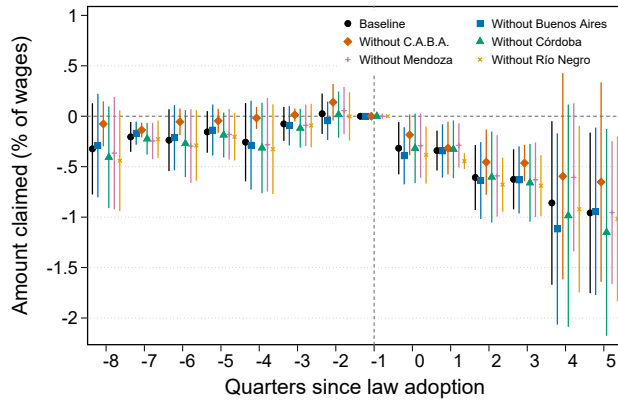 Baseline
Without Buenos Aires
Without C.A.B.A.
Without Córdoba
Without Mendoza
Without Río Negro
Amount claimed (% of wages)
1
.5
0
-0.5
-1
-1.5
-2
-8 -7 -6 -5 -4 -3 -2 -1 0 1 2 3 4 5
Quarters since law adoption